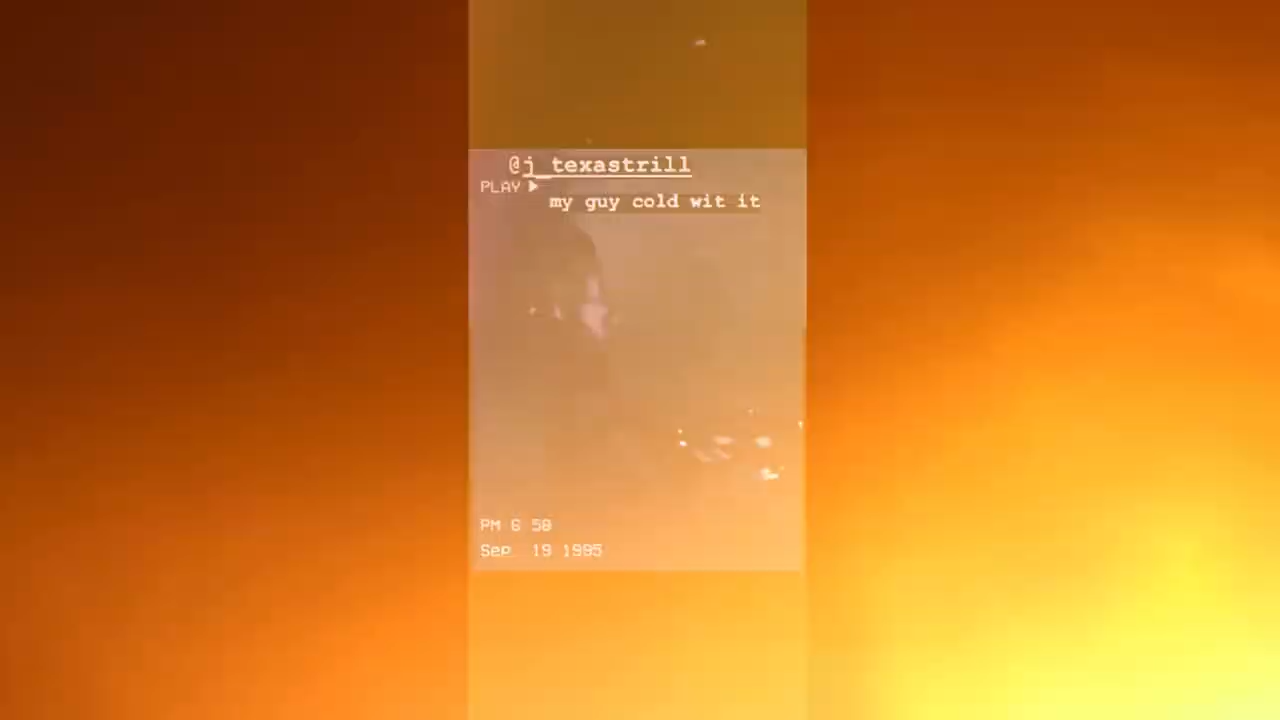 @j_texastrill
PLAY ▶
my guy cold wit it
PM 6 58
Sep. 19 1995